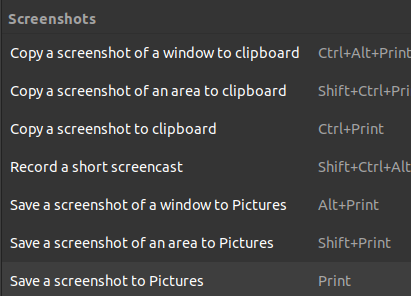 Screenshots
Copy a screenshot of a window to clipboard Ctrl+Alt+Print
Copy a screenshot of an area to clipboard Shift+Ctrl+Pri
Copy a screenshot to clipboard Ctrl+Print
Record a short screencast Shift+Ctrl+Alt
Save a screenshot of a window to Pictures Alt+Print
Save a screenshot of an area to Pictures Shift+Print
Save a screenshot to Pictures Print